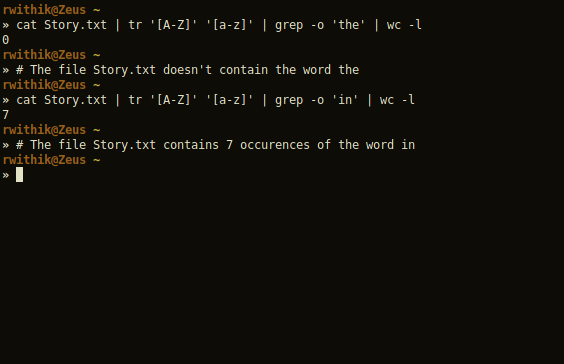 rwithik@Zeus ~
» cat Story.txt | tr '[A-Z]' '[a-z]' | grep -o 'the' | wc -l
0
rwithik@Zeus ~
» # The file Story.txt doesn't contain the word the
rwithik@Zeus ~
» cat Story.txt | tr '[A-Z]' '[a-z]' | grep -o 'in' | wc -l
7
rwithik@Zeus ~
» # The file Story.txt contains 7 occurences of the word in
rwithik@Zeus ~
»